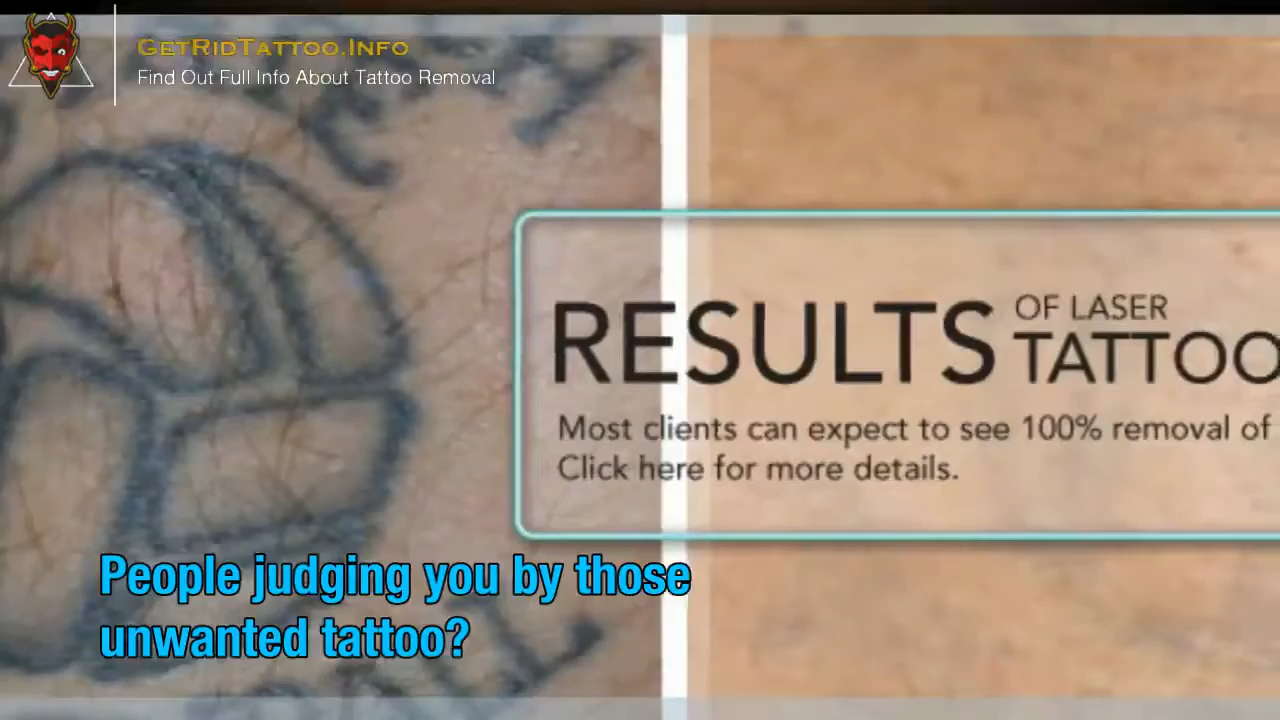 GetRidTattoo.Info
Find Out Full Info About Tattoo Removal
RESULTS OF LASER
TATTOO
Most clients can expect to see 100% removal of
Click here for more details.
People judging you by those
unwanted tattoo?